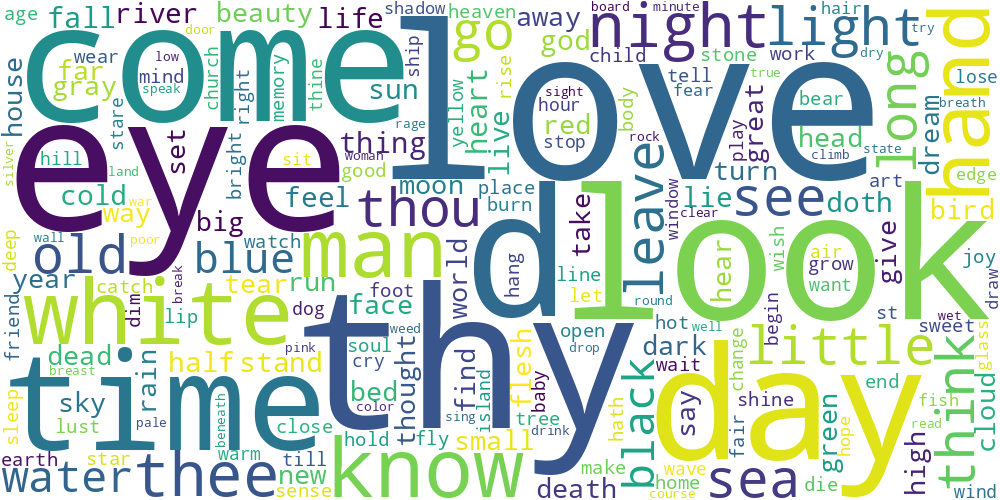 age fall river beauty life shadow heaven away board minute hair try
door god night light hand
come love go
wear low far mind speak gray house stare church memory thine sun ship
child stone work dry lose
yellow heart rise sight hour red stop body tell fear true bear head long dream breath
eye set bright right thing rage woman live rock play great climb state edge
silver hill land sit good
cold war way big feel moon burn place thou d look take leave window turn clear lie see art doth bird
deep wall poor old blue watch man world hang line let hear wish air grow want give joy draw
year catch tear run dog foot face round begin st sweet wet
friend white dim break lip thy weed open drop hot well dark change little glass
time dead breast rain half stand pink soul cry thought find flesh wait think cloud
sky pale beneath bed color sing island baby tree drink black say day shine fair end fish
sleep lust close hold fly small hath hope green read high
earth star warm till
water thee new sense know death make home wave course sea die wind